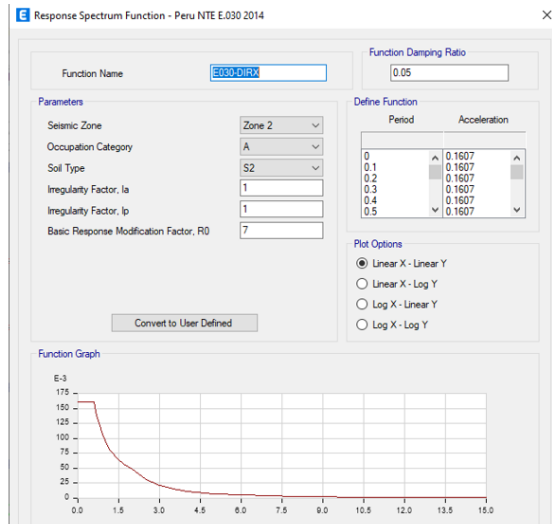 E Response Spectrum Function - Peru NTE E.030 2014
Function Name
E030-DIRX
Function Damping Ratio
0.05
Parameters
Seismic Zone
Zone 2
Occupation Category
A
Soil Type
S2
Irregularity Factor, Ia
1
Irregularity Factor, Ip
1
Basic Response Modification Factor, R0
7
Convert to User Defined
Define Function
Period Acceleration
0 0.1607
0.1 0.1607
0.2 0.1607
0.3 0.1607
0.4 0.1607
0.5 0.1607
Plot Options
Linear X - Linear Y
Linear X - Log Y
Log X - Linear Y
Log X - Log Y
Function Graph
E-3
175
150
125
100
75
50
25
0
0.0 1.5 3.0 4.5 6.0 7.5 9.0 10.5 12.0 13.5 15.0